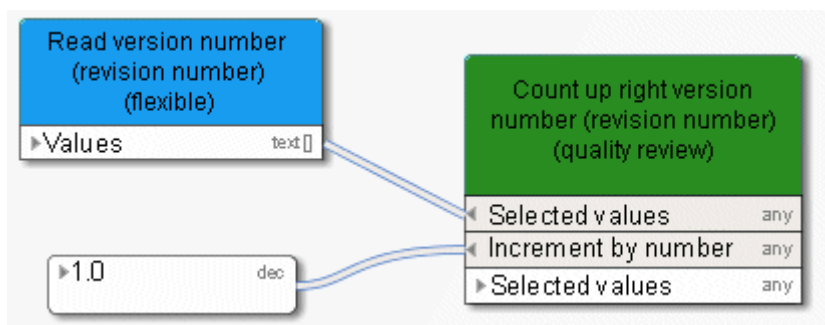 Read version number
(revision number)
(flexible)
Values text[]
1.0 dec
Count up right version
number (revision number)
(quality review)
Selected values any
Increment by number any
Selected values any